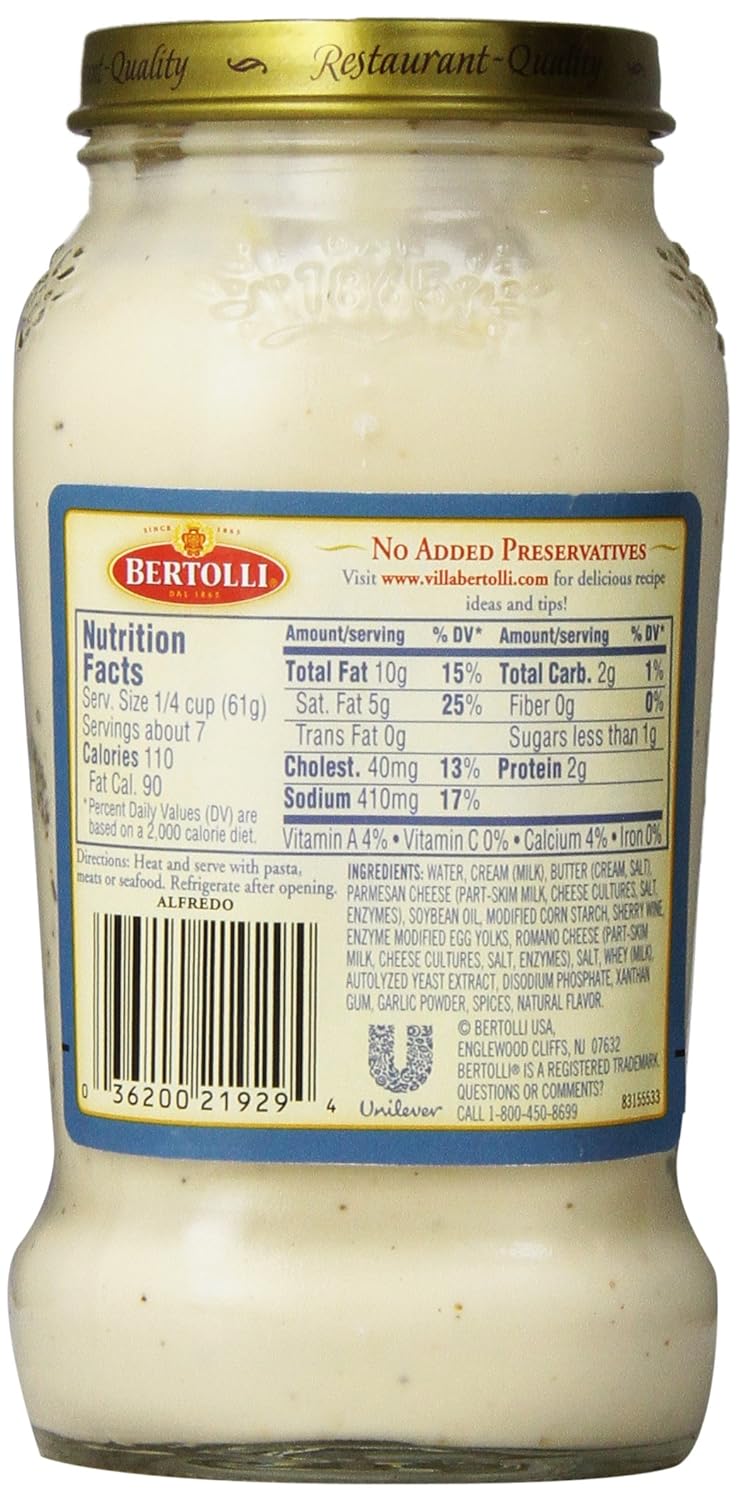 nt-Quality Restaurant-Quality
1865
SINCE 1865
BERTOLLI®
DAL 1865
NO ADDED PRESERVATIVES
Visit www.villabertolli.com for delicious recipe
ideas and tips!
Nutrition
Facts
Serv. Size 1/4 cup (61g)
Servings about 7
Calories 110
Fat Cal. 90
*Percent Daily Values (DV) are
based on a 2,000 calorie diet.
Amount/serving % DV* Amount/serving % DV*
Total Fat 10g 15% Total Carb. 2g 1%
Sat. Fat 5g 25% Fiber 0g 0%
Trans Fat 0g Sugars less than 1g
Cholest. 40mg 13% Protein 2g
Sodium 410mg 17%
Vitamin A 4% • Vitamin C 0% • Calcium 4% • Iron 0%
Directions: Heat and serve with pasta,
meats or seafood. Refrigerate after opening.
ALFREDO
INGREDIENTS: WATER, CREAM (MILK), BUTTER (CREAM, SALT),
PARMESAN CHEESE (PART-SKIM MILK, CHEESE CULTURES, SALT,
ENZYMES), SOYBEAN OIL, MODIFIED CORN STARCH, SHERRY WINE,
ENZYME MODIFIED EGG YOLKS, ROMANO CHEESE (PART-SKIM
MILK, CHEESE CULTURES, SALT, ENZYMES), SALT, WHEY (MILK),
AUTOLYZED YEAST EXTRACT, DISODIUM PHOSPHATE, XANTHAN
GUM, GARLIC POWDER, SPICES, NATURAL FLAVOR.
0 36200 21929 4
Unilever
© BERTOLLI USA,
ENGLEWOOD CLIFFS, NJ 07632
BERTOLLI® IS A REGISTERED TRADEMARK.
QUESTIONS OR COMMENTS?
CALL 1-800-450-8699
83155533